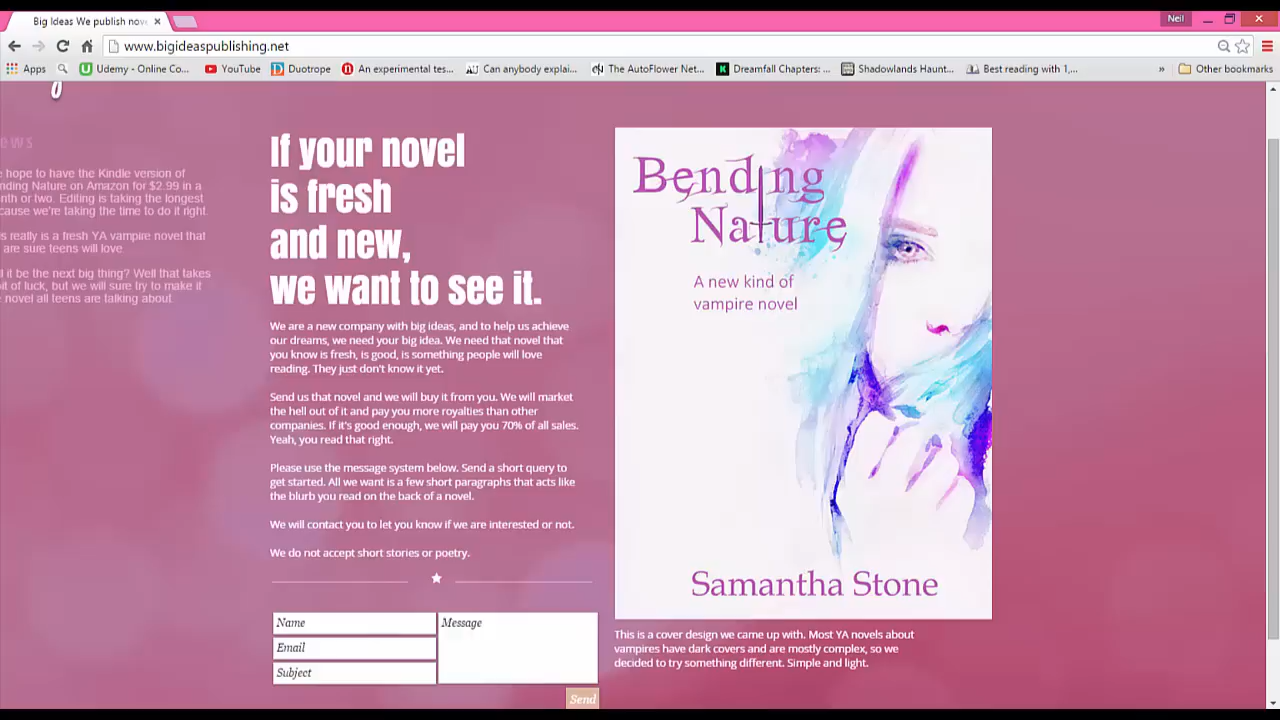 Big Ideas We publish nov
Neil
www.bigideaspublishing.net
Apps
Udemy - Online Co...
YouTube
Duotrope
An experimental tes...
Can anybody explai...
The AutoFlower Net...
Dreamfall Chapters: ...
Shadowlands Haunt...
Best reading with 1,...
»
Other bookmarks
ews
e hope to have the Kindle version of
nding Nature on Amazon for $2.99 in a
nth or two. Editing is taking the longest
cause we're taking the time to do it right.
s really is a fresh YA vampire novel that
are sure teens will love.
l it be the next big thing? Well that takes
bit of luck, but we will sure try to make it
e novel all teens are talking about.
If your novel
is fresh
and new,
we want to see it.
We are a new company with big ideas, and to help us achieve
our dreams, we need your big idea. We need that novel that
you know is fresh, is good, is something people will love
reading. They just don't know it yet.
Send us that novel and we will buy it from you. We will market
the hell out of it and pay you more royalties than other
companies. If it's good enough, we will pay you 70% of all sales.
Yeah, you read that right.
Please use the message system below. Send a short query to
get started. All we want is a few short paragraphs that acts like
the blurb you read on the back of a novel.
We will contact you to let you know if we are interested or not.
We do not accept short stories or poetry.
Name
Email
Subject
Message
Send
Bending
Nature
A new kind of
vampire novel
Samantha Stone
This is a cover design we came up with. Most YA novels about
vampires have dark covers and are mostly complex, so we
decided to try something different. Simple and light.